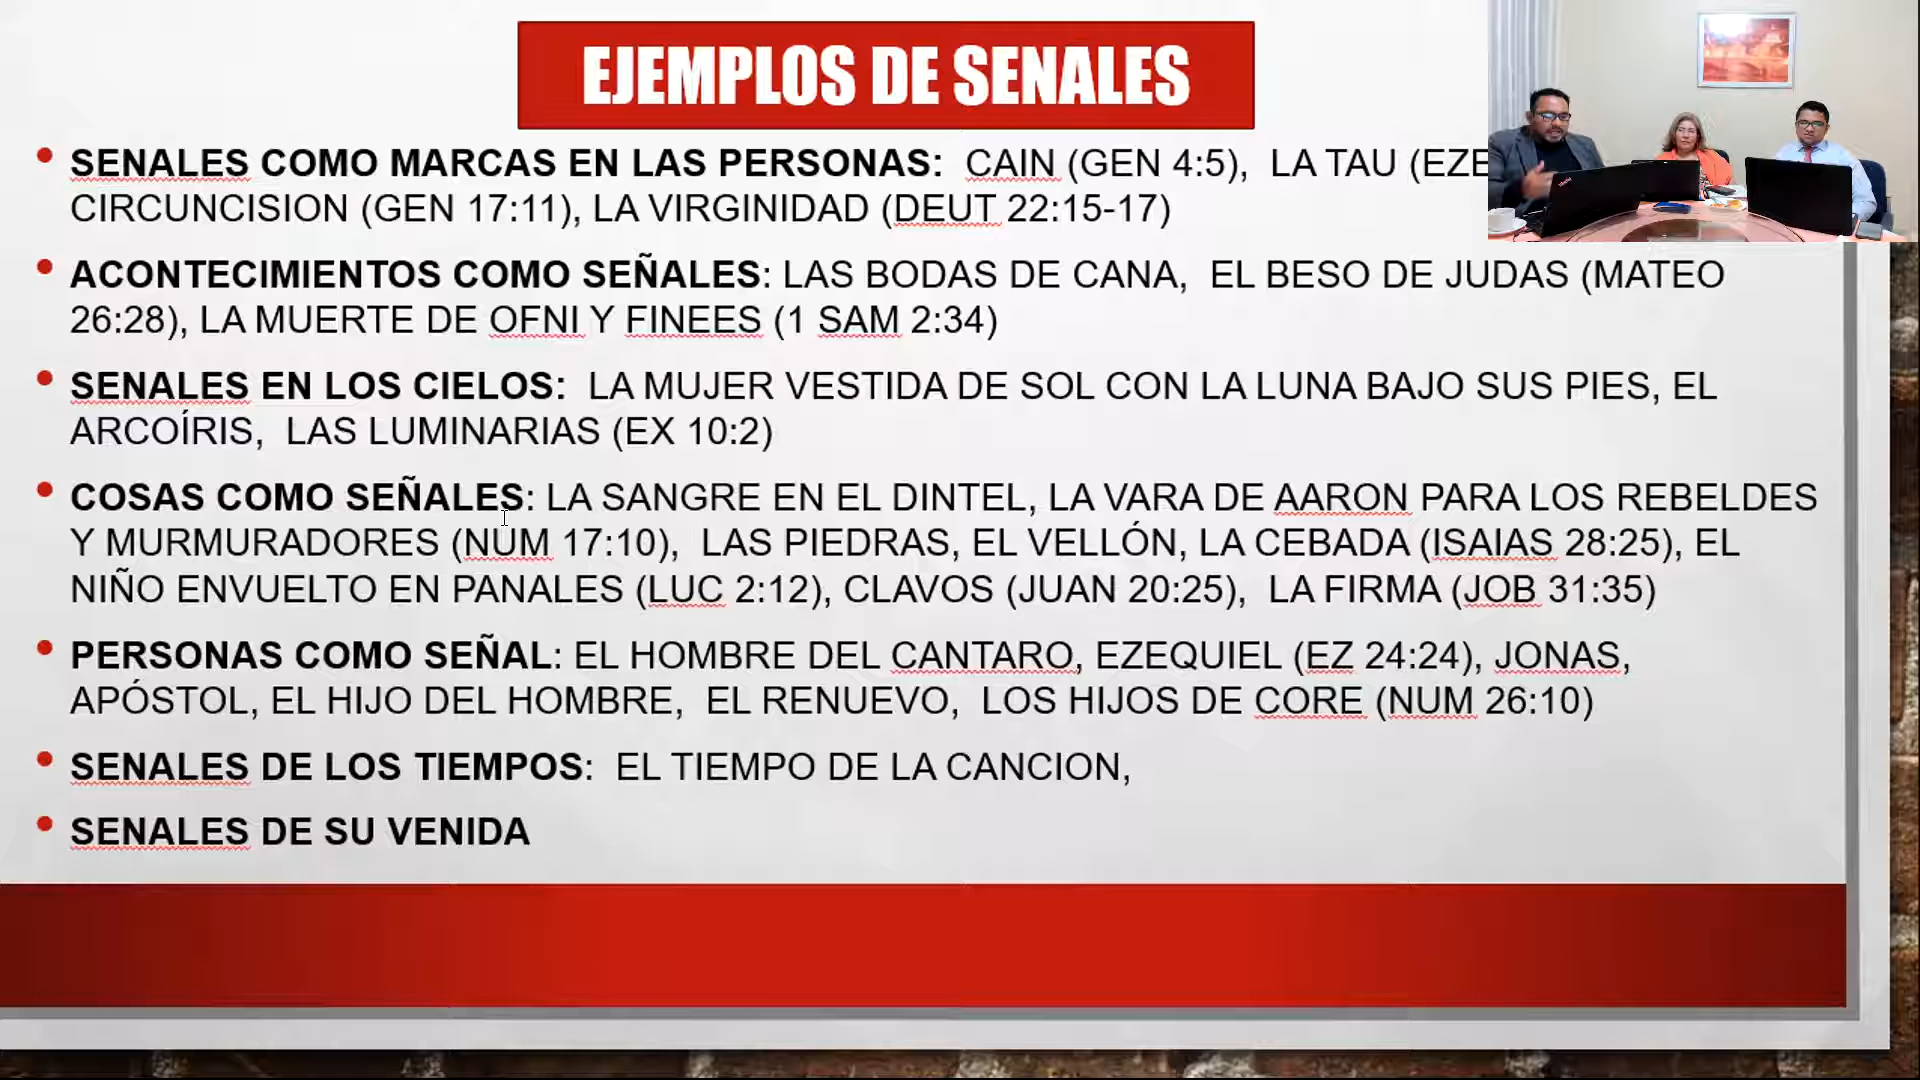 EJEMPLOS DE SENALES
SENALES COMO MARCAS EN LAS PERSONAS: CAIN (GEN 4:5), LA TAU (EZE
CIRCUNCISION (GEN 17:11), LA VIRGINIDAD (DEUT 22:15-17)
ACONTECIMIENTOS COMO SEÑALES: LAS BODAS DE CANA, EL BESO DE JUDAS (MATEO
26:28), LA MUERTE DE OFNI Y FINEES (1 SAM 2:34)
SENALES EN LOS CIELOS: LA MUJER VESTIDA DE SOL CON LA LUNA BAJO SUS PIES, EL
ARCOÍRIS, LAS LUMINARIAS (EX 10:2)
COSAS COMO SEÑALES: LA SANGRE EN EL DINTEL, LA VARA DE AARON PARA LOS REBELDES
Y MURMURADORES (NUM 17:10), LAS PIEDRAS, EL VELLÓN, LA CEBADA (ISAIAS 28:25), EL
NIÑO ENVUELTO EN PANALES (LUC 2:12), CLAVOS (JUAN 20:25), LA FIRMA (JOB 31:35)
PERSONAS COMO SEÑAL: EL HOMBRE DEL CANTARO, EZEQUIEL (EZ 24:24), JONAS,
APÓSTOL, EL HIJO DEL HOMBRE, EL RENUEVO, LOS HIJOS DE CORE (NUM 26:10)
SENALES DE LOS TIEMPOS: EL TIEMPO DE LA CANCION,
SENALES DE SU VENIDA